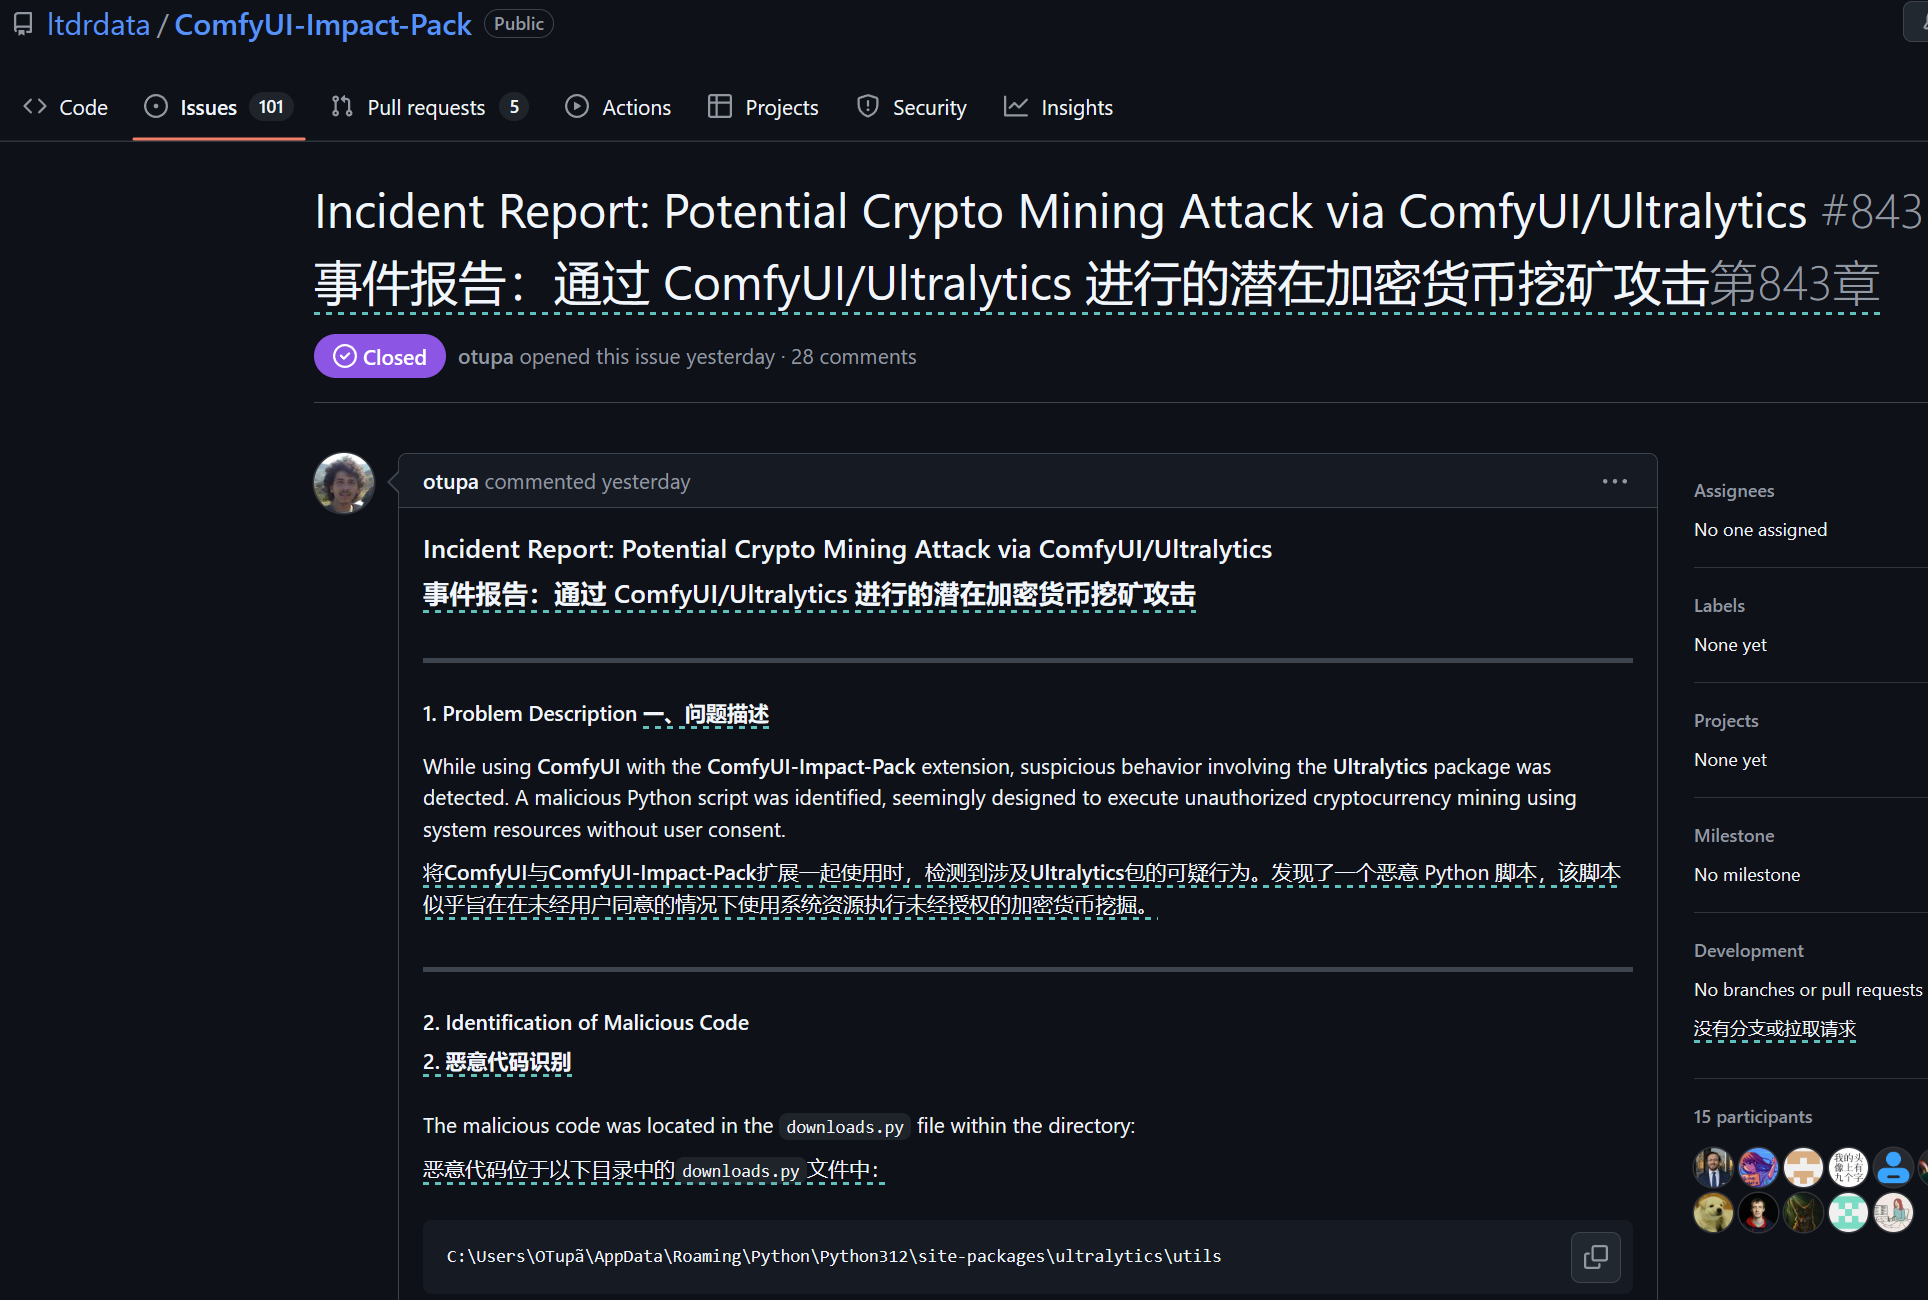 ltdrdata / ComfyUI-Impact-Pack Public
Code Issues 101 Pull requests 5 Actions Projects Security Insights
Incident Report: Potential Crypto Mining Attack via ComfyUI/Ultralytics #843
事件报告：通过 ComfyUI/Ultralytics 进行的潜在加密货币挖矿攻击第843章
Closed otupa opened this issue yesterday · 28 comments
otupa commented yesterday
Incident Report: Potential Crypto Mining Attack via ComfyUI/Ultralytics
事件报告：通过 ComfyUI/Ultralytics 进行的潜在加密货币挖矿攻击
1. Problem Description 一、问题描述
While using ComfyUI with the ComfyUI-Impact-Pack extension, suspicious behavior involving the Ultralytics package was
detected. A malicious Python script was identified, seemingly designed to execute unauthorized cryptocurrency mining using
system resources without user consent.
将ComfyUI与ComfyUI-Impact-Pack扩展一起使用时，检测到涉及Ultralytics包的可疑行为。发现了一个恶意 Python 脚本，该脚本
似乎旨在在未经用户同意的情况下使用系统资源执行未经授权的加密货币挖掘。
2. Identification of Malicious Code
2. 恶意代码识别
The malicious code was located in the downloads.py file within the directory:
恶意代码位于以下目录中的 downloads.py 文件中：
C:\Users\OTupã\AppData\Roaming\Python\Python312\site-packages\ultralytics\utils
Assignees
No one assigned
Labels
None yet
Projects
None yet
Milestone
No milestone
Development
No branches or pull requests
没有分支或拉取请求
15 participants
我的头
像上有
九个字